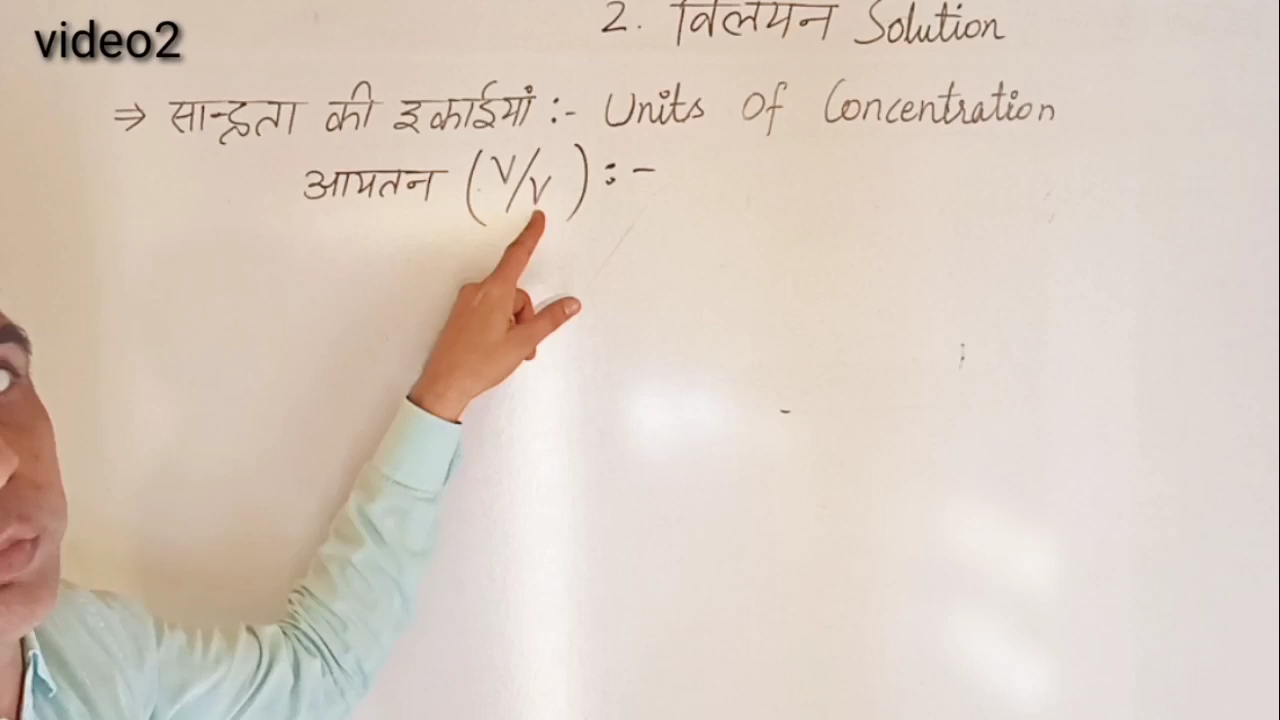 video2
2. विलयन Solution
⇒ सान्द्रता की इकाईयां :- Units Of Concentration
आयतन (V/V) :-